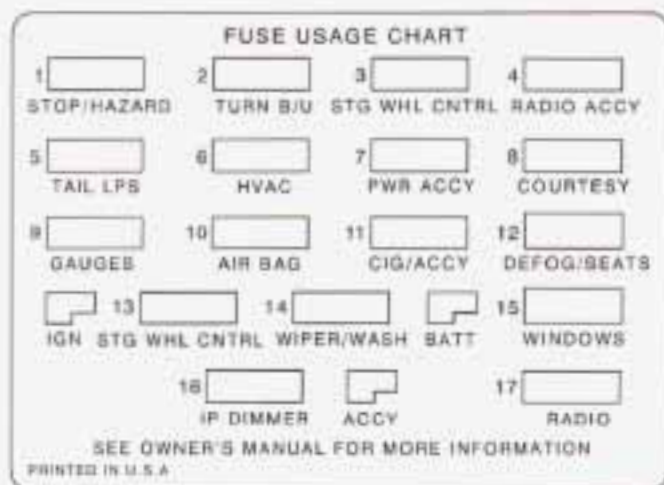 FUSE USAGE CHART
1 2 3 4
STOP/HAZARD TURN B/U STG WHL CNTRL RADIO ACCY
5 6 7 8
TAIL LPS HVAC PWR ACCY COURTESY
9 10 11 12
GAUGES AIR BAG CIG/ACCY DEFOG/SEATS
13 14 15
IGN STG WHL CNTRL WIPER/WASH BATT WINDOWS
16 17
IP DIMMER ACCY RADIO
SEE OWNER'S MANUAL FOR MORE INFORMATION
PRINTED IN U.S.A